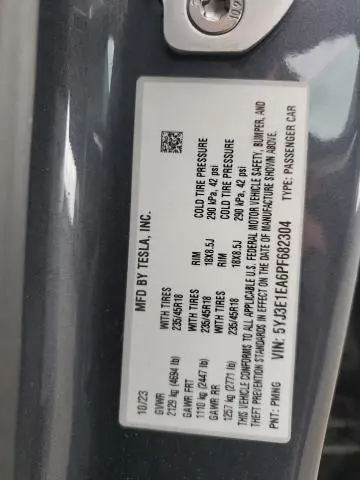 10.9
MFD BY TESLA, INC.
10/23
GVWR
2129 kg (4694 lb)
WITH TIRES
235/45R18
GAWR FRT
1110 kg (2447 lb)
WITH TIRES
235/45R18
RIM
18X8.5J
COLD TIRE PRESSURE
290 kPa, 42 psi
GAWR RR
1257 kg (2771 lb)
WITH TIRES
235/45R18
RIM
18X8.5J
COLD TIRE PRESSURE
290 kPa, 42 psi
THIS VEHICLE CONFORMS TO ALL APPLICABLE U.S. FEDERAL MOTOR VEHICLE SAFETY, BUMPER, AND
THEFT PREVENTION STANDARDS IN EFFECT ON THE DATE OF MANUFACTURE SHOWN ABOVE.
VIN: 5YJ3E1EA6PF682304
PNT: PMNG
TYPE: PASSENGER CAR